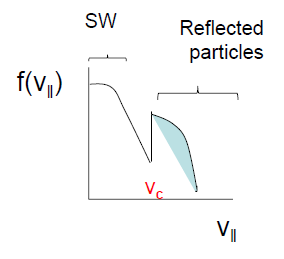 SW
Reflected
particles
f(v∥)
Vc
V∥